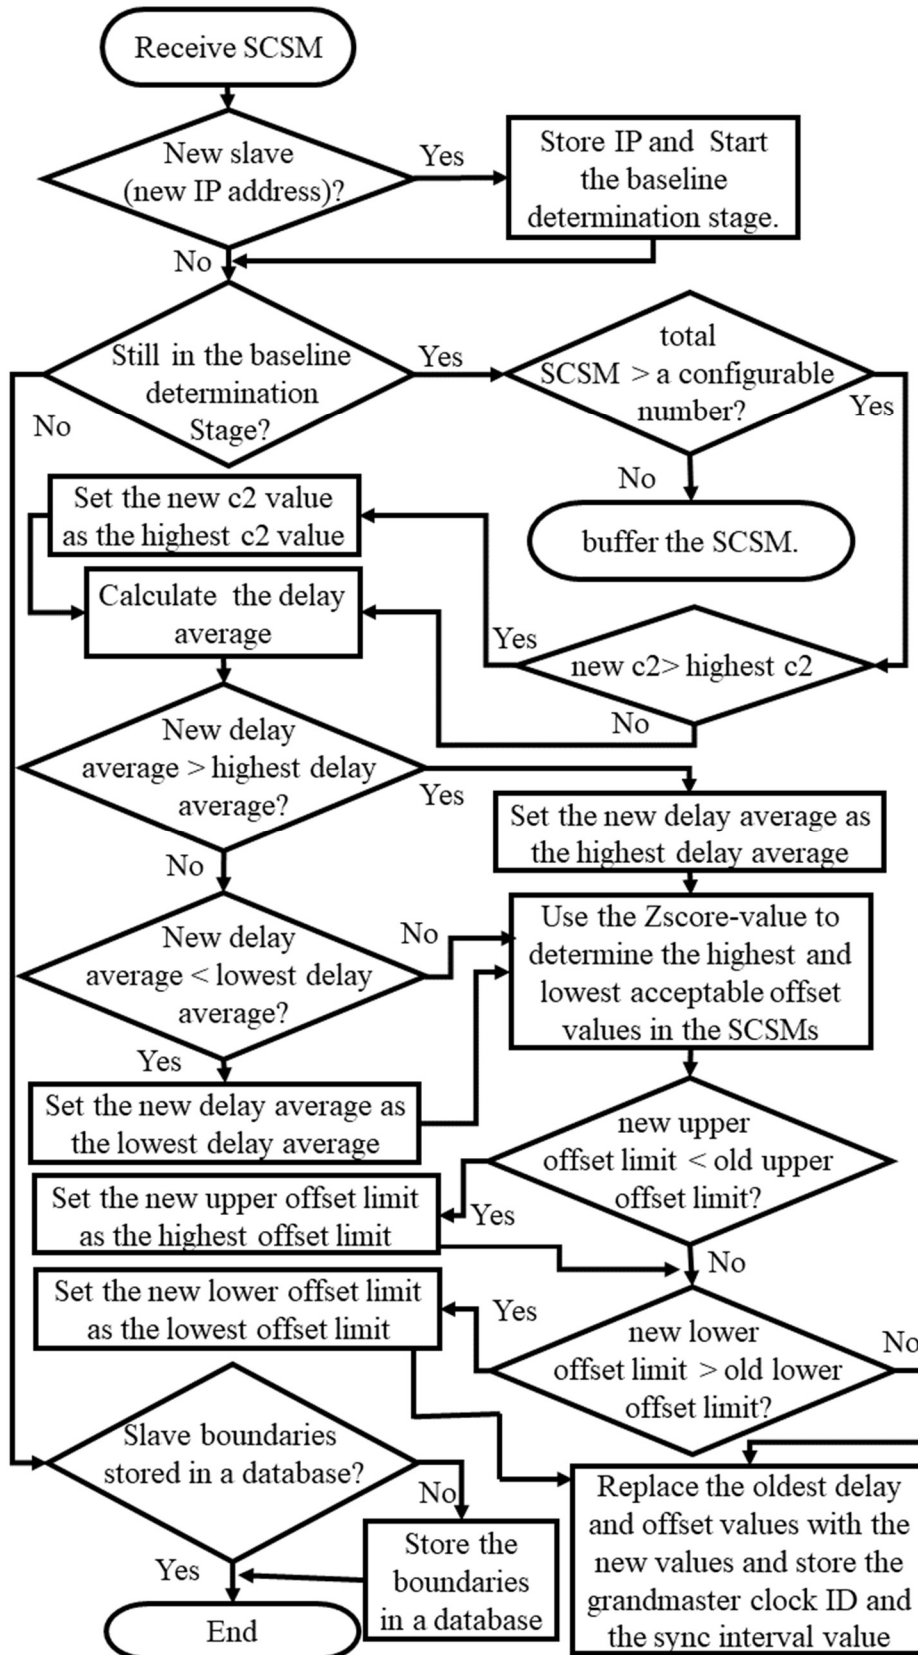 Receive SCSM
New slave
(new IP address)?
Yes
Store IP and Start
the baseline
determination stage.
No
Still in the baseline
determination
Stage?
Yes
No
total
SCSM > a configurable
number?
Yes
No
buffer the SCSM.
Set the new c2 value
as the highest c2 value
Calculate the delay
average
Yes
new c2> highest c2
No
New delay
average > highest delay
average?
Yes
No
Set the new delay average as
the highest delay average
New delay
average < lowest delay
average?
No
Yes
Use the Zscore-value to
determine the highest and
lowest acceptable offset
values in the SCSMs
Set the new delay average as
the lowest delay average
new upper
offset limit < old upper
offset limit?
Yes
No
Set the new upper offset limit
as the highest offset limit
Set the new lower offset limit
as the lowest offset limit
Yes
new lower
offset limit > old lower
offset limit?
No
Slave boundaries
stored in a database?
No
Yes
Store the
boundaries
in a database
Replace the oldest delay
and offset values with the
new values and store the
grandmaster clock ID and
the sync interval value
End